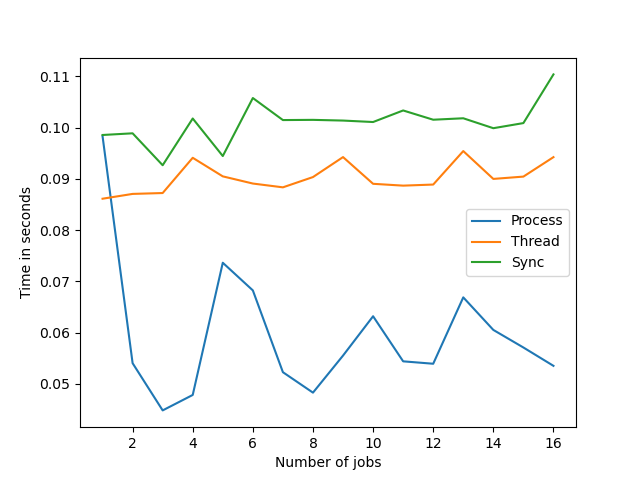 0.11
0.10
0.09
0.08
0.07
0.06
0.05
Time in seconds
Process
Thread
Sync
2 4 6 8 10 12 14 16
Number of jobs